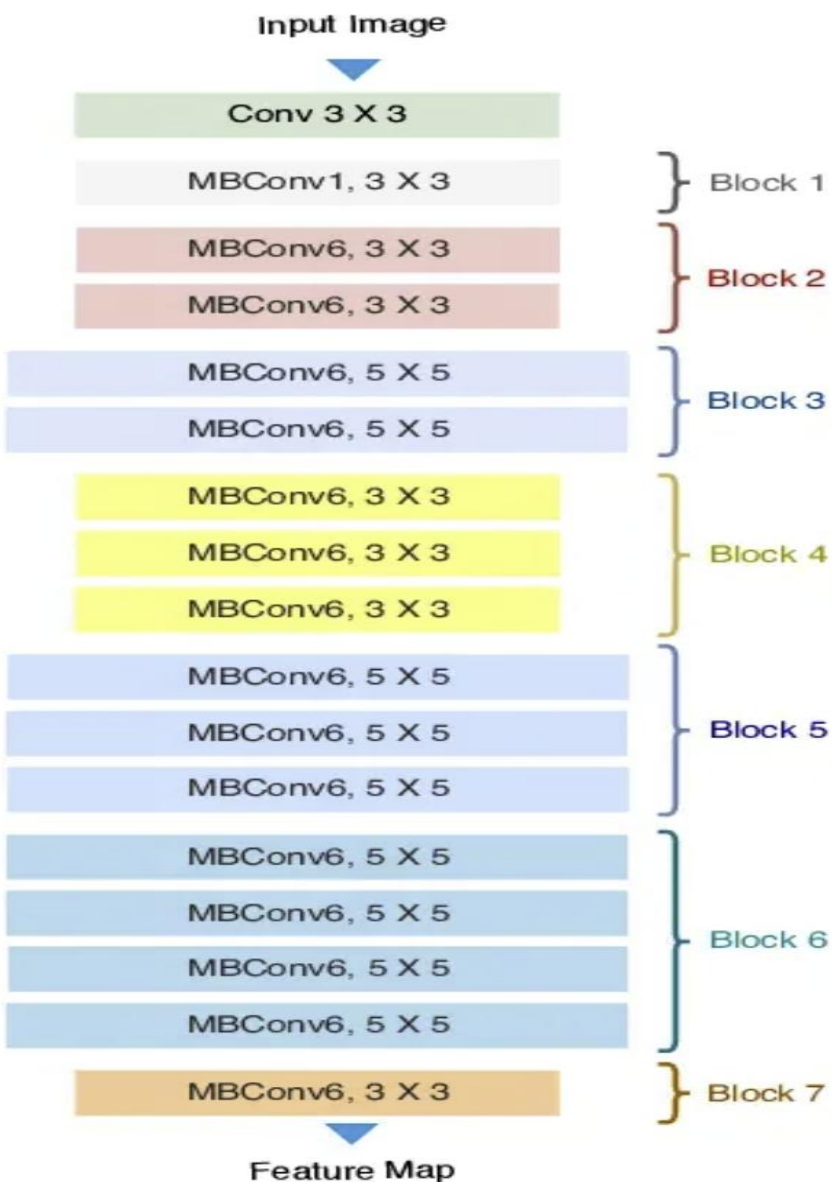 Input Image
Conv 3 X 3
MBConv1, 3 X 3
Block 1
MBConv6, 3 X 3
Block 2
MBConv6, 3 X 3
MBConv6, 5 X 5
Block 3
MBConv6, 5 X 5
MBConv6, 3 X 3
MBConv6, 3 X 3
Block 4
MBConv6, 3 X 3
MBConv6, 5 X 5
MBConv6, 5 X 5
Block 5
MBConv6, 5 X 5
MBConv6, 5 X 5
MBConv6, 5 X 5
Block 6
MBConv6, 5 X 5
MBConv6, 5 X 5
MBConv6, 3 X 3
Block 7
Feature Map